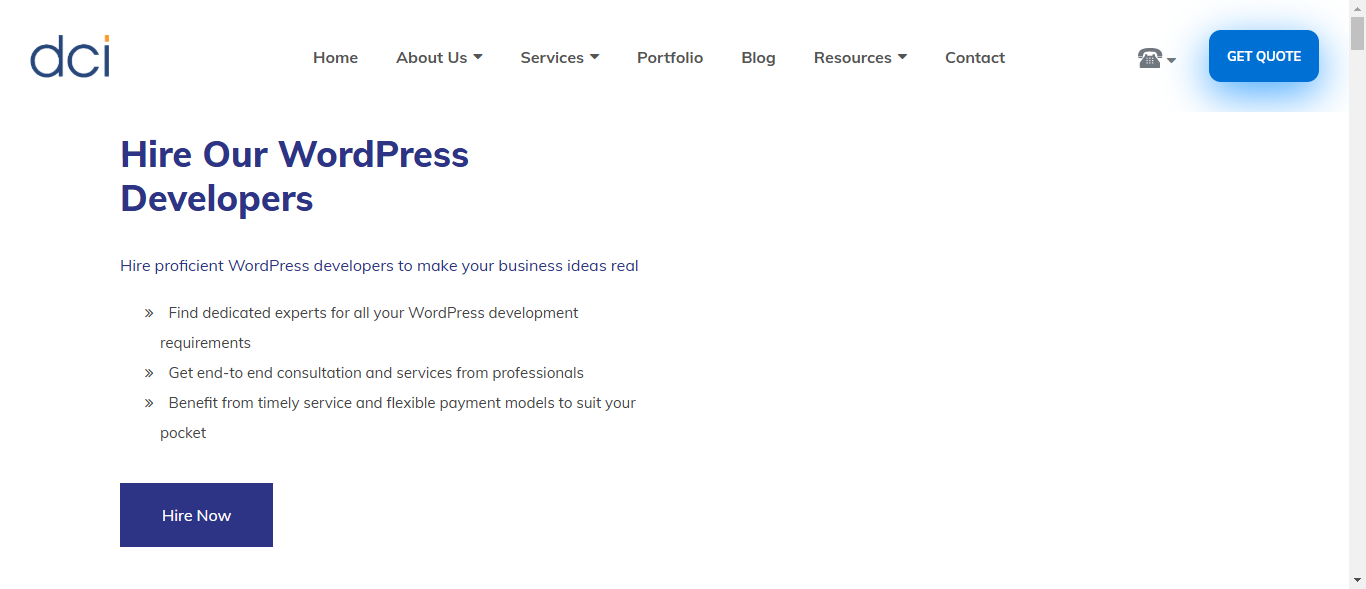 dci
Home About Us Services Portfolio Blog Resources Contact GET QUOTE
Hire Our WordPress
Developers
Hire proficient WordPress developers to make your business ideas real
» Find dedicated experts for all your WordPress development
requirements
» Get end-to end consultation and services from professionals
» Benefit from timely service and flexible payment models to suit your
pocket
Hire Now